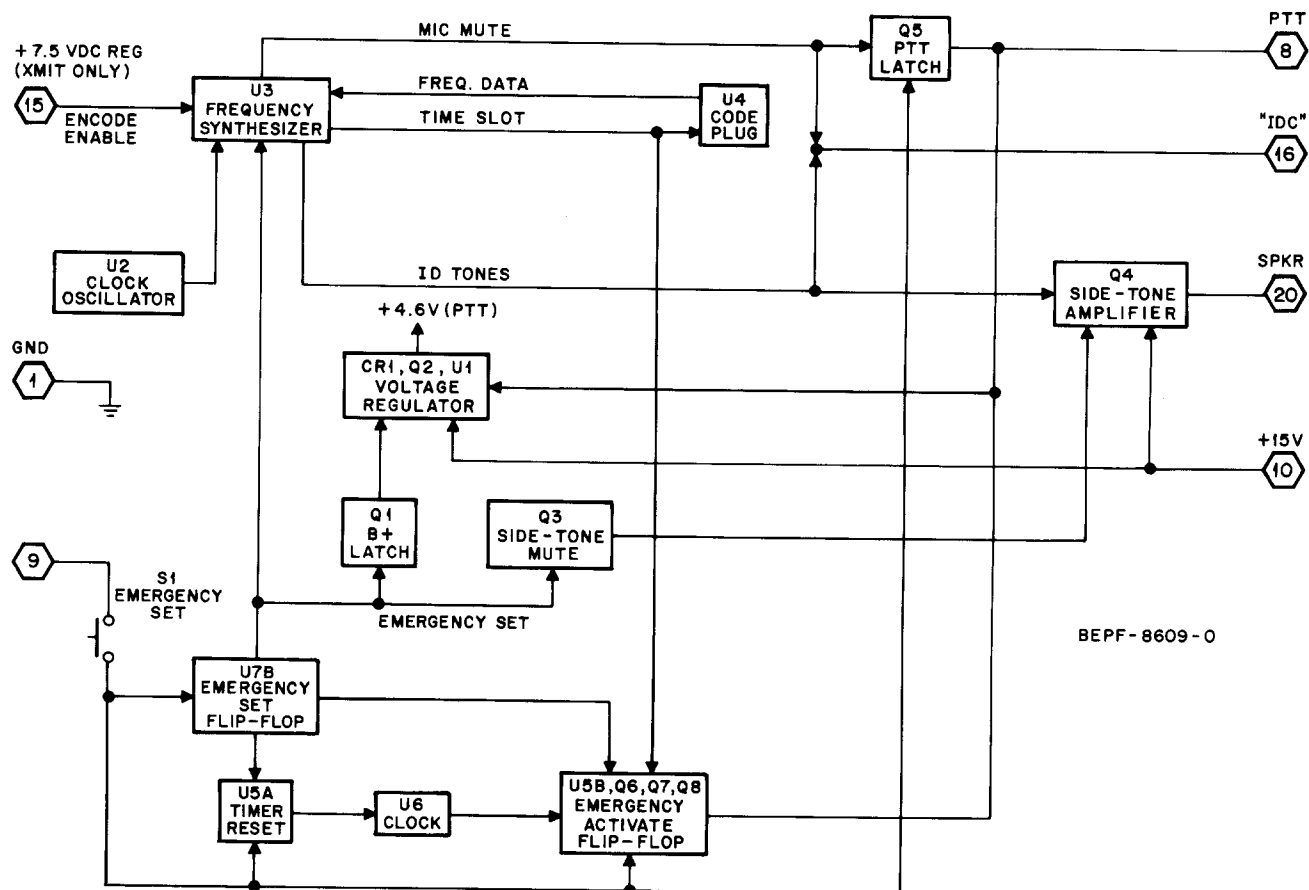 MIC MUTE
Q5
PTT
LATCH
PTT
8
+7.5 VDC REG
(XMIT ONLY)
15
ENCODE
ENABLE
U3
FREQUENCY
SYNTHESIZER
FREQ. DATA
TIME SLOT
U4
CODE
PLUG
"IDC"
16
U2
CLOCK
OSCILLATOR
ID TONES
Q4
SIDE-TONE
AMPLIFIER
SPKR
20
+4.6V (PTT)
GND
1
CR1, Q2, U1
VOLTAGE
REGULATOR
+15V
10
Q1
B+
LATCH
Q3
SIDE-TONE
MUTE
9
S1
EMERGENCY
SET
EMERGENCY SET
BEPF-8609-O
U7B
EMERGENCY
SET
FLIP-FLOP
U5A
TIMER
RESET
U6
CLOCK
U5B, Q6, Q7, Q8
EMERGENCY
ACTIVATE
FLIP-FLOP